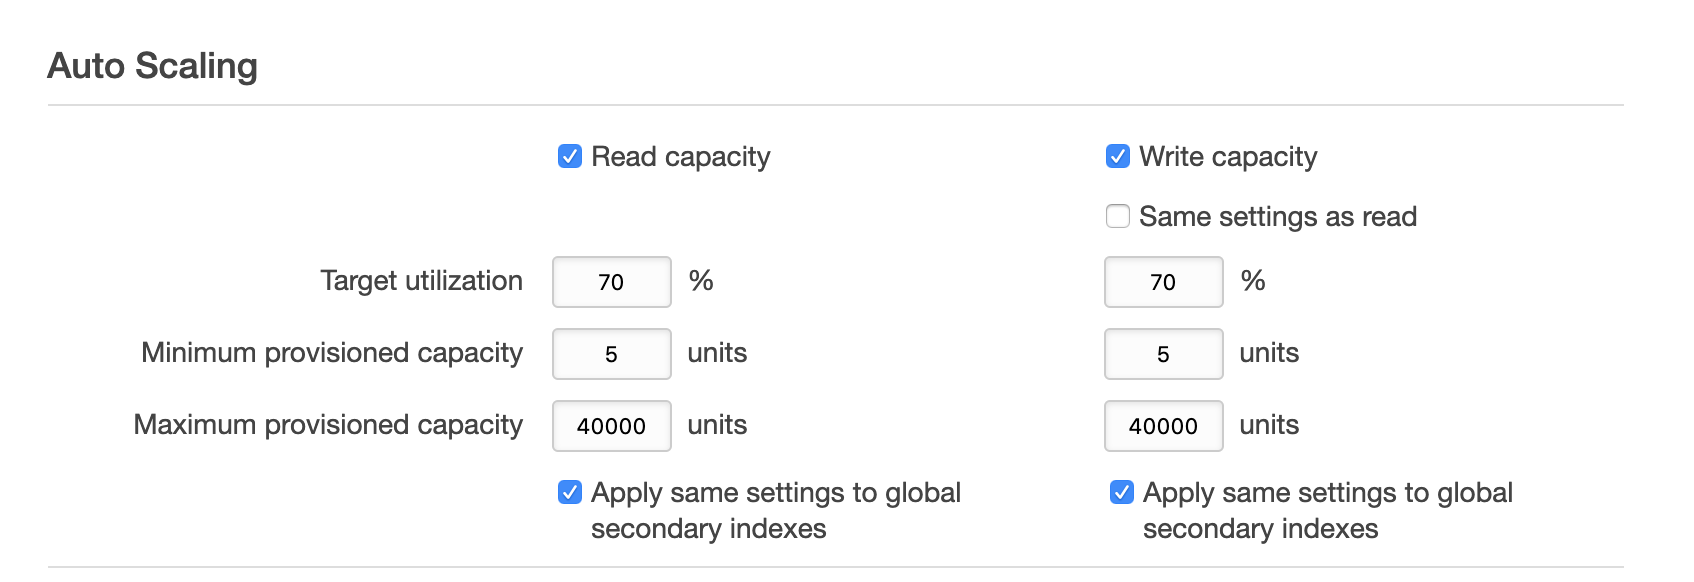 Auto Scaling
Read capacity
Write capacity
Same settings as read
Target utilization 70 % 70 %
Minimum provisioned capacity 5 units 5 units
Maximum provisioned capacity 40000 units 40000 units
Apply same settings to global
secondary indexes
Apply same settings to global
secondary indexes